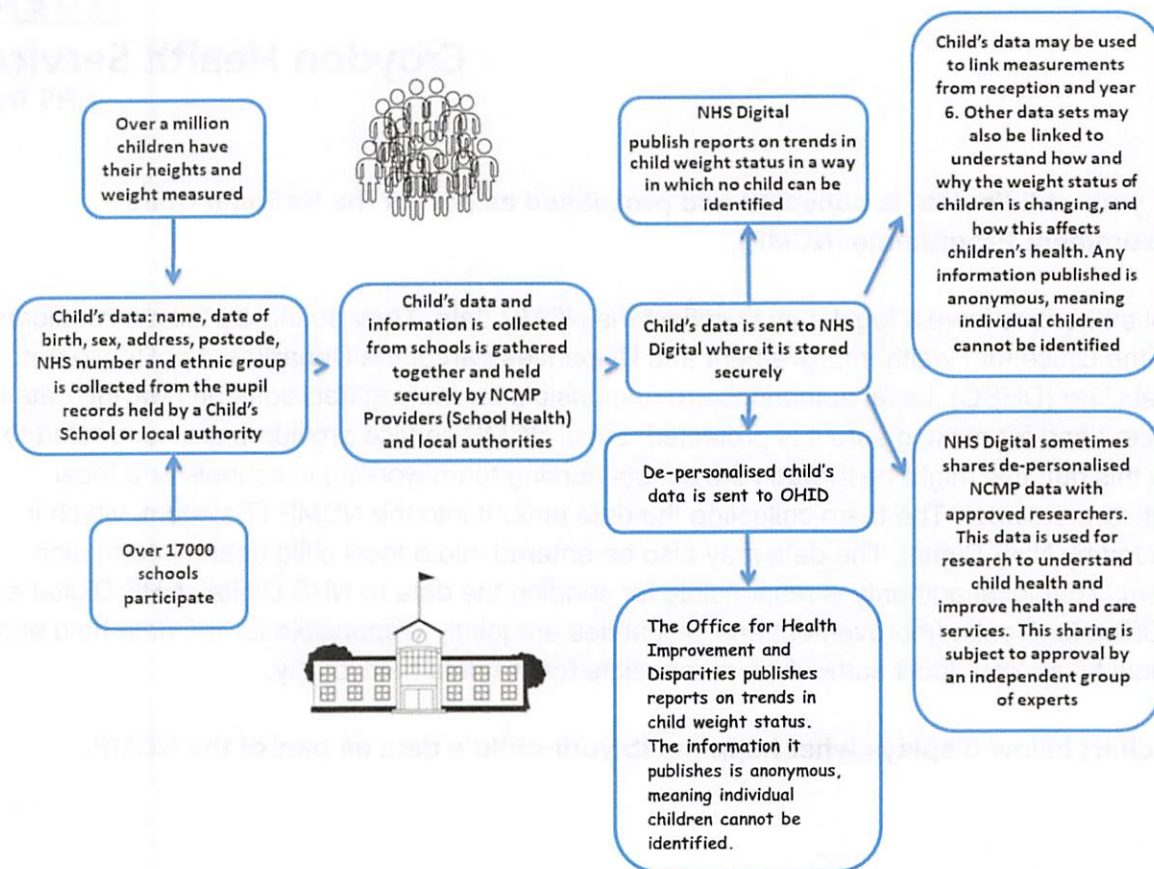 Over a million
children have
their heights and
weight measured
Child's data: name, date of
birth, sex, address, postcode,
NHS number and ethnic group
is collected from the pupil
records held by a Child's
School or local authority
Over 17000
schools
participate
Child's data and
information is collected
from schools is gathered
together and held
securely by NCMP
Providers (School Health)
and local authorities
NHS Digital
publish reports on trends in
child weight status in a way
in which no child can be
identified
Child's data is sent to NHS
Digital where it is stored
securely
De-personalised child's
data is sent to OHID
The Office for Health
Improvement and
Disparities publishes
reports on trends in
child weight status.
The information it
publishes is anonymous,
meaning individual
children cannot be
identified.
Child's data may be used
to link measurements
from reception and year
6. Other data sets may
also be linked to
understand how and
why the weight status of
children is changing, and
how this affects
children's health. Any
information published is
anonymous, meaning
individual children
cannot be identified
NHS Digital sometimes
shares de-personalised
NCMP data with
approved researchers.
This data is used for
research to understand
child health and
improve health and care
services. This sharing is
subject to approval by
an independent group
of experts